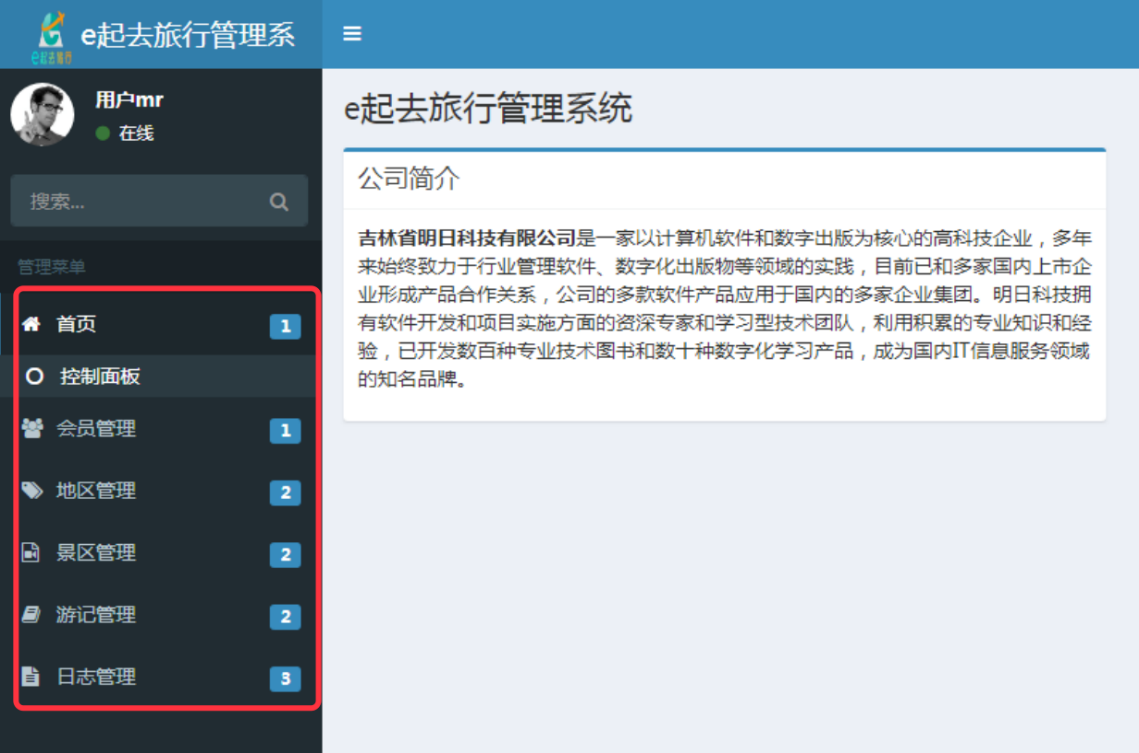 e起去旅行管理系
e起去旅行
用户mr
在线
搜索...
管理菜单
首页 1
控制面板
会员管理 1
地区管理 2
景区管理 2
游记管理 2
日志管理 3
e起去旅行管理系统
公司简介
吉林省明日科技有限公司是一家以计算机软件和数字出版为核心的高科技企业，多年
来始终致力于行业管理软件、数字化出版物等领域的实践，目前已和多家国内上市企
业形成产品合作关系，公司的多款软件产品应用于国内的多家企业集团。明日科技拥
有软件开发和项目实施方面的资深专家和学习型技术团队，利用积累的专业知识和经
验，已开发数百种专业技术图书和数十种数字化学习产品，成为国内IT信息服务领域
的知名品牌。